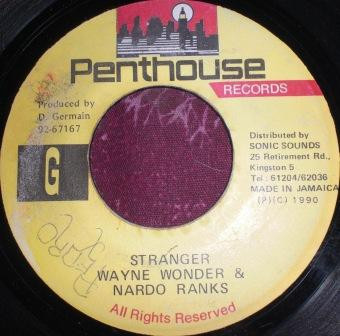 Penthouse
RECORDS
Produced by
D. Germain
92-67167
G
Distributed by
SONIC SOUNDS
25 Retirement Rd.,
Kingston 5
Tel: 61204/62036
MADE IN JAMAICA
(P)(C) 1990
STRANGER
WAYNE WONDER &
NARDO RANKS
All Rights Reserved